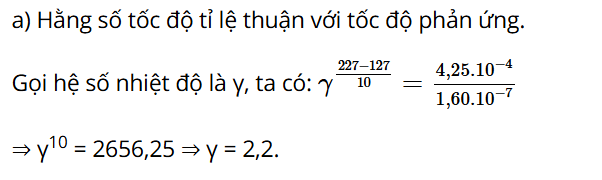 a) Hằng số tốc độ tỉ lệ thuận với tốc độ phản ứng.
Gọi hệ số nhiệt độ là γ, ta có: γ^((227−127)/10) = (4,25.10⁻⁴)/(1,60.10⁻⁷)
⇒ γ¹⁰ = 2656,25 ⇒ γ = 2,2.